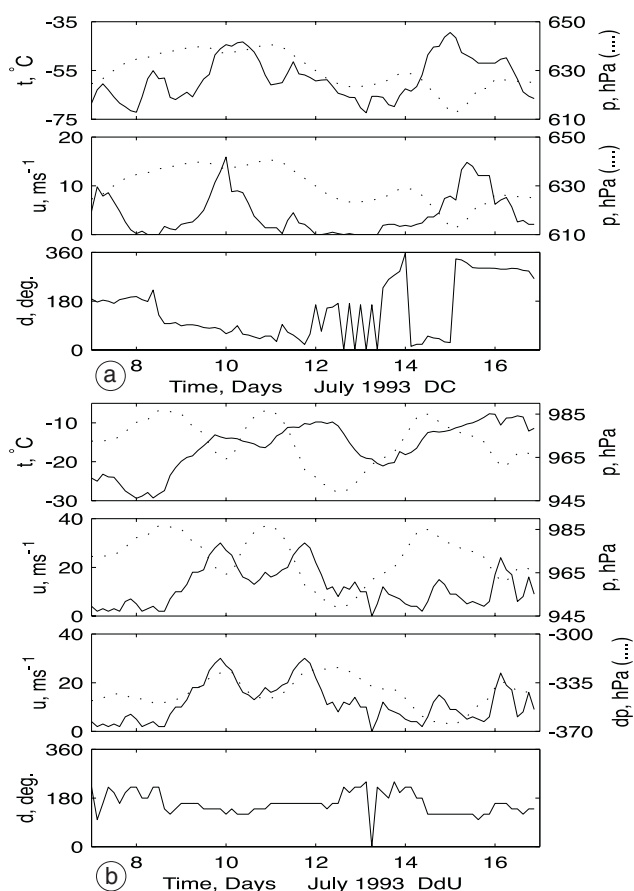 -35 650
t, °C -55 630 p, hPa (....)
-75 610
20 650
u, ms-1 10 630 p, hPa (....)
0 610
360
d, deg. 180
0
8 10 12 14 16
a Time, Days July 1993 DC
-10 985
t, °C -20 965 p, hPa
-30 945
40 985
u, ms-1 20 965 p, hPa
0 945
40 -300
u, ms-1 20 -335 dp, hPa (....)
0 -370
360
d, deg. 180
0
8 10 12 14 16
b Time, Days July 1993 DdU